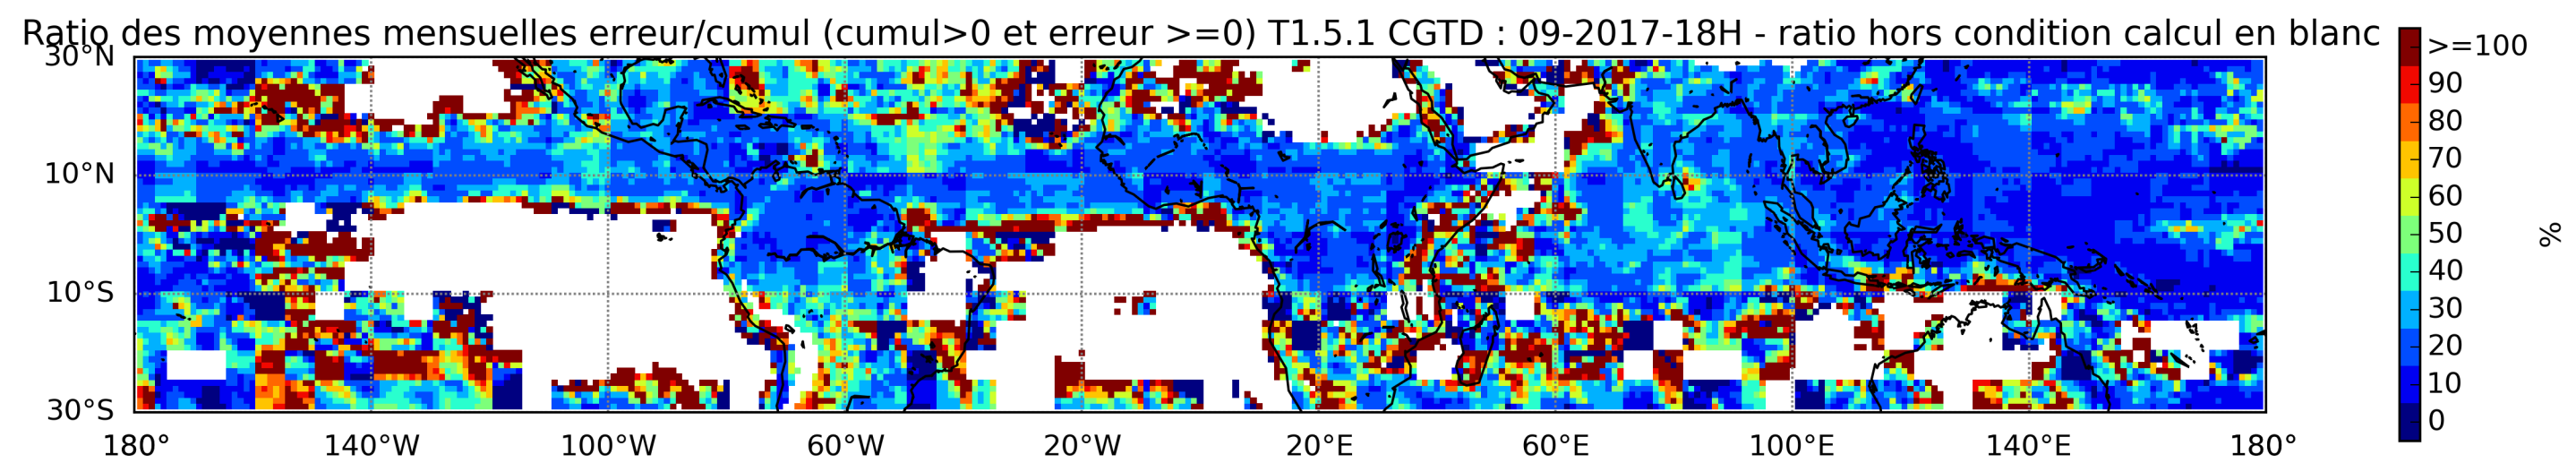 Ratio des moyennes mensuelles erreur/cumul (cumul>0 et erreur >=0) T1.5.1 CGTD : 09-2017-18H - ratio hors condition calcul en blanc
30°N
10°N
10°S
30°S
180° 140°W 100°W 60°W 20°W 20°E 60°E 100°E 140°E 180°
>=100
90
80
70
60
50
40
30
20
10
0
%